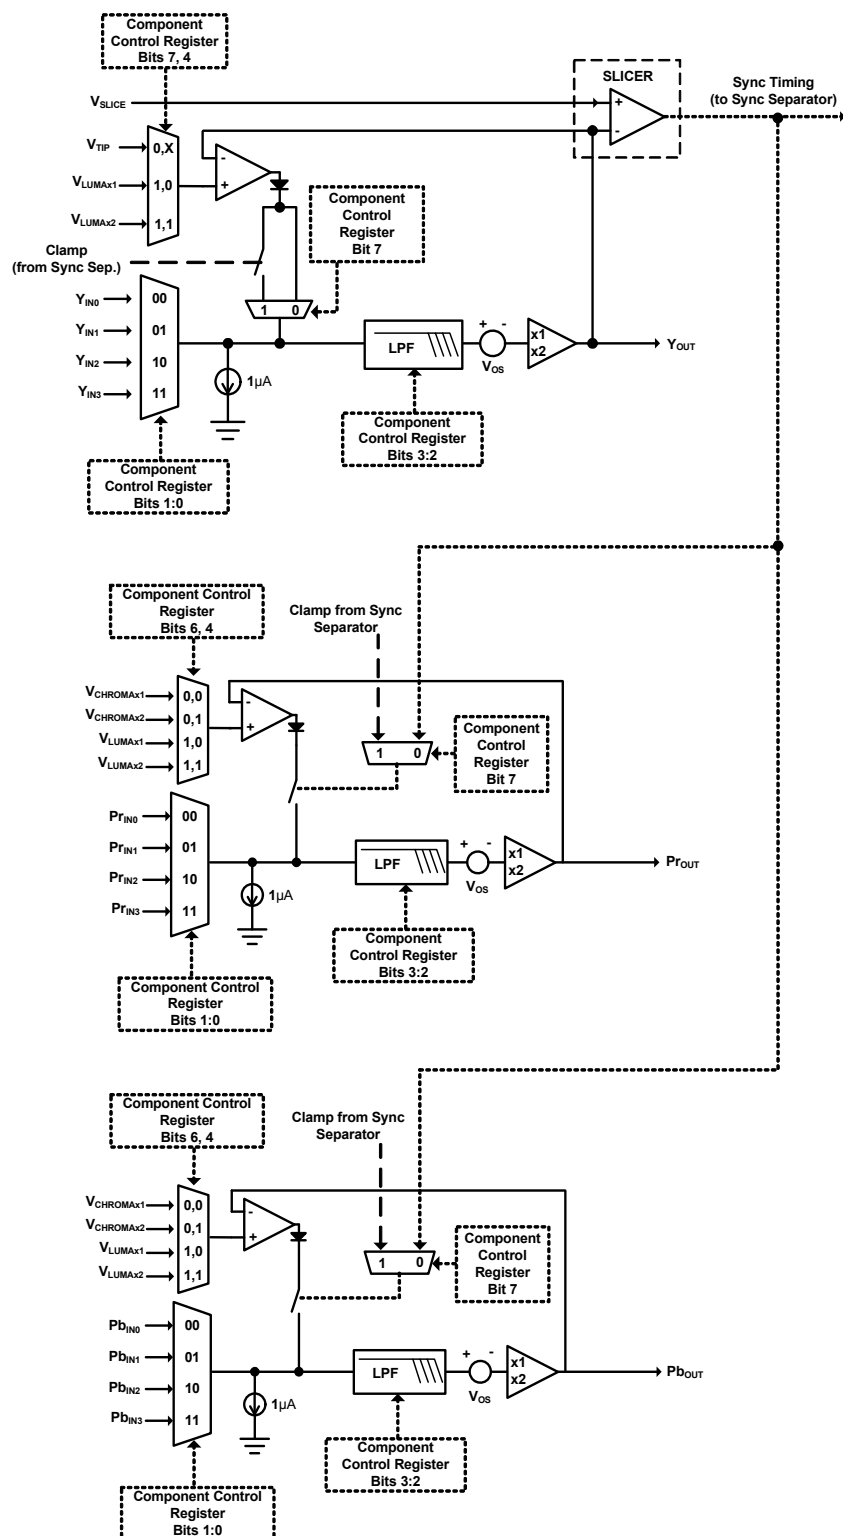 Component
Control Register
Bits 7, 4
SLICER
Sync Timing
(to Sync Separator)
VSLICE
+
-
VTIP
0,X
VLUMAx1
1,0
VLUMAx2
1,1
-
+
Component
Control
Register
Bit 7
Clamp
(from Sync Sep.)
1 0
YIN0
00
YIN1
01
YIN2
10
YIN3
11
1µA
LPF
+ -
VOS
x1
x2
YOUT
Component
Control Register
Bits 3:2
Component
Control Register
Bits 1:0
Component Control
Register
Bits 6, 4
Clamp from Sync
Separator
VCHROMAx1
0,0
VCHROMAx2
0,1
VLUMAx1
1,0
VLUMAx2
1,1
-
+
1 0
Component
Control
Register
Bit 7
PrIN0
00
PrIN1
01
PrIN2
10
PrIN3
11
1µA
LPF
+ -
VOS
x1
x2
PrOUT
Component
Control Register
Bits 3:2
Component Control
Register
Bits 1:0
Component Control
Register
Bits 6, 4
Clamp from Sync
Separator
VCHROMAx1
0,0
VCHROMAx2
0,1
VLUMAx1
1,0
VLUMAx2
1,1
-
+
1 0
Component
Control
Register
Bit 7
PbIN0
00
PbIN1
01
PbIN2
10
PbIN3
11
1µA
LPF
+ -
VOS
x1
x2
PbOUT
Component
Control Register
Bits 3:2
Component Control
Register
Bits 1:0